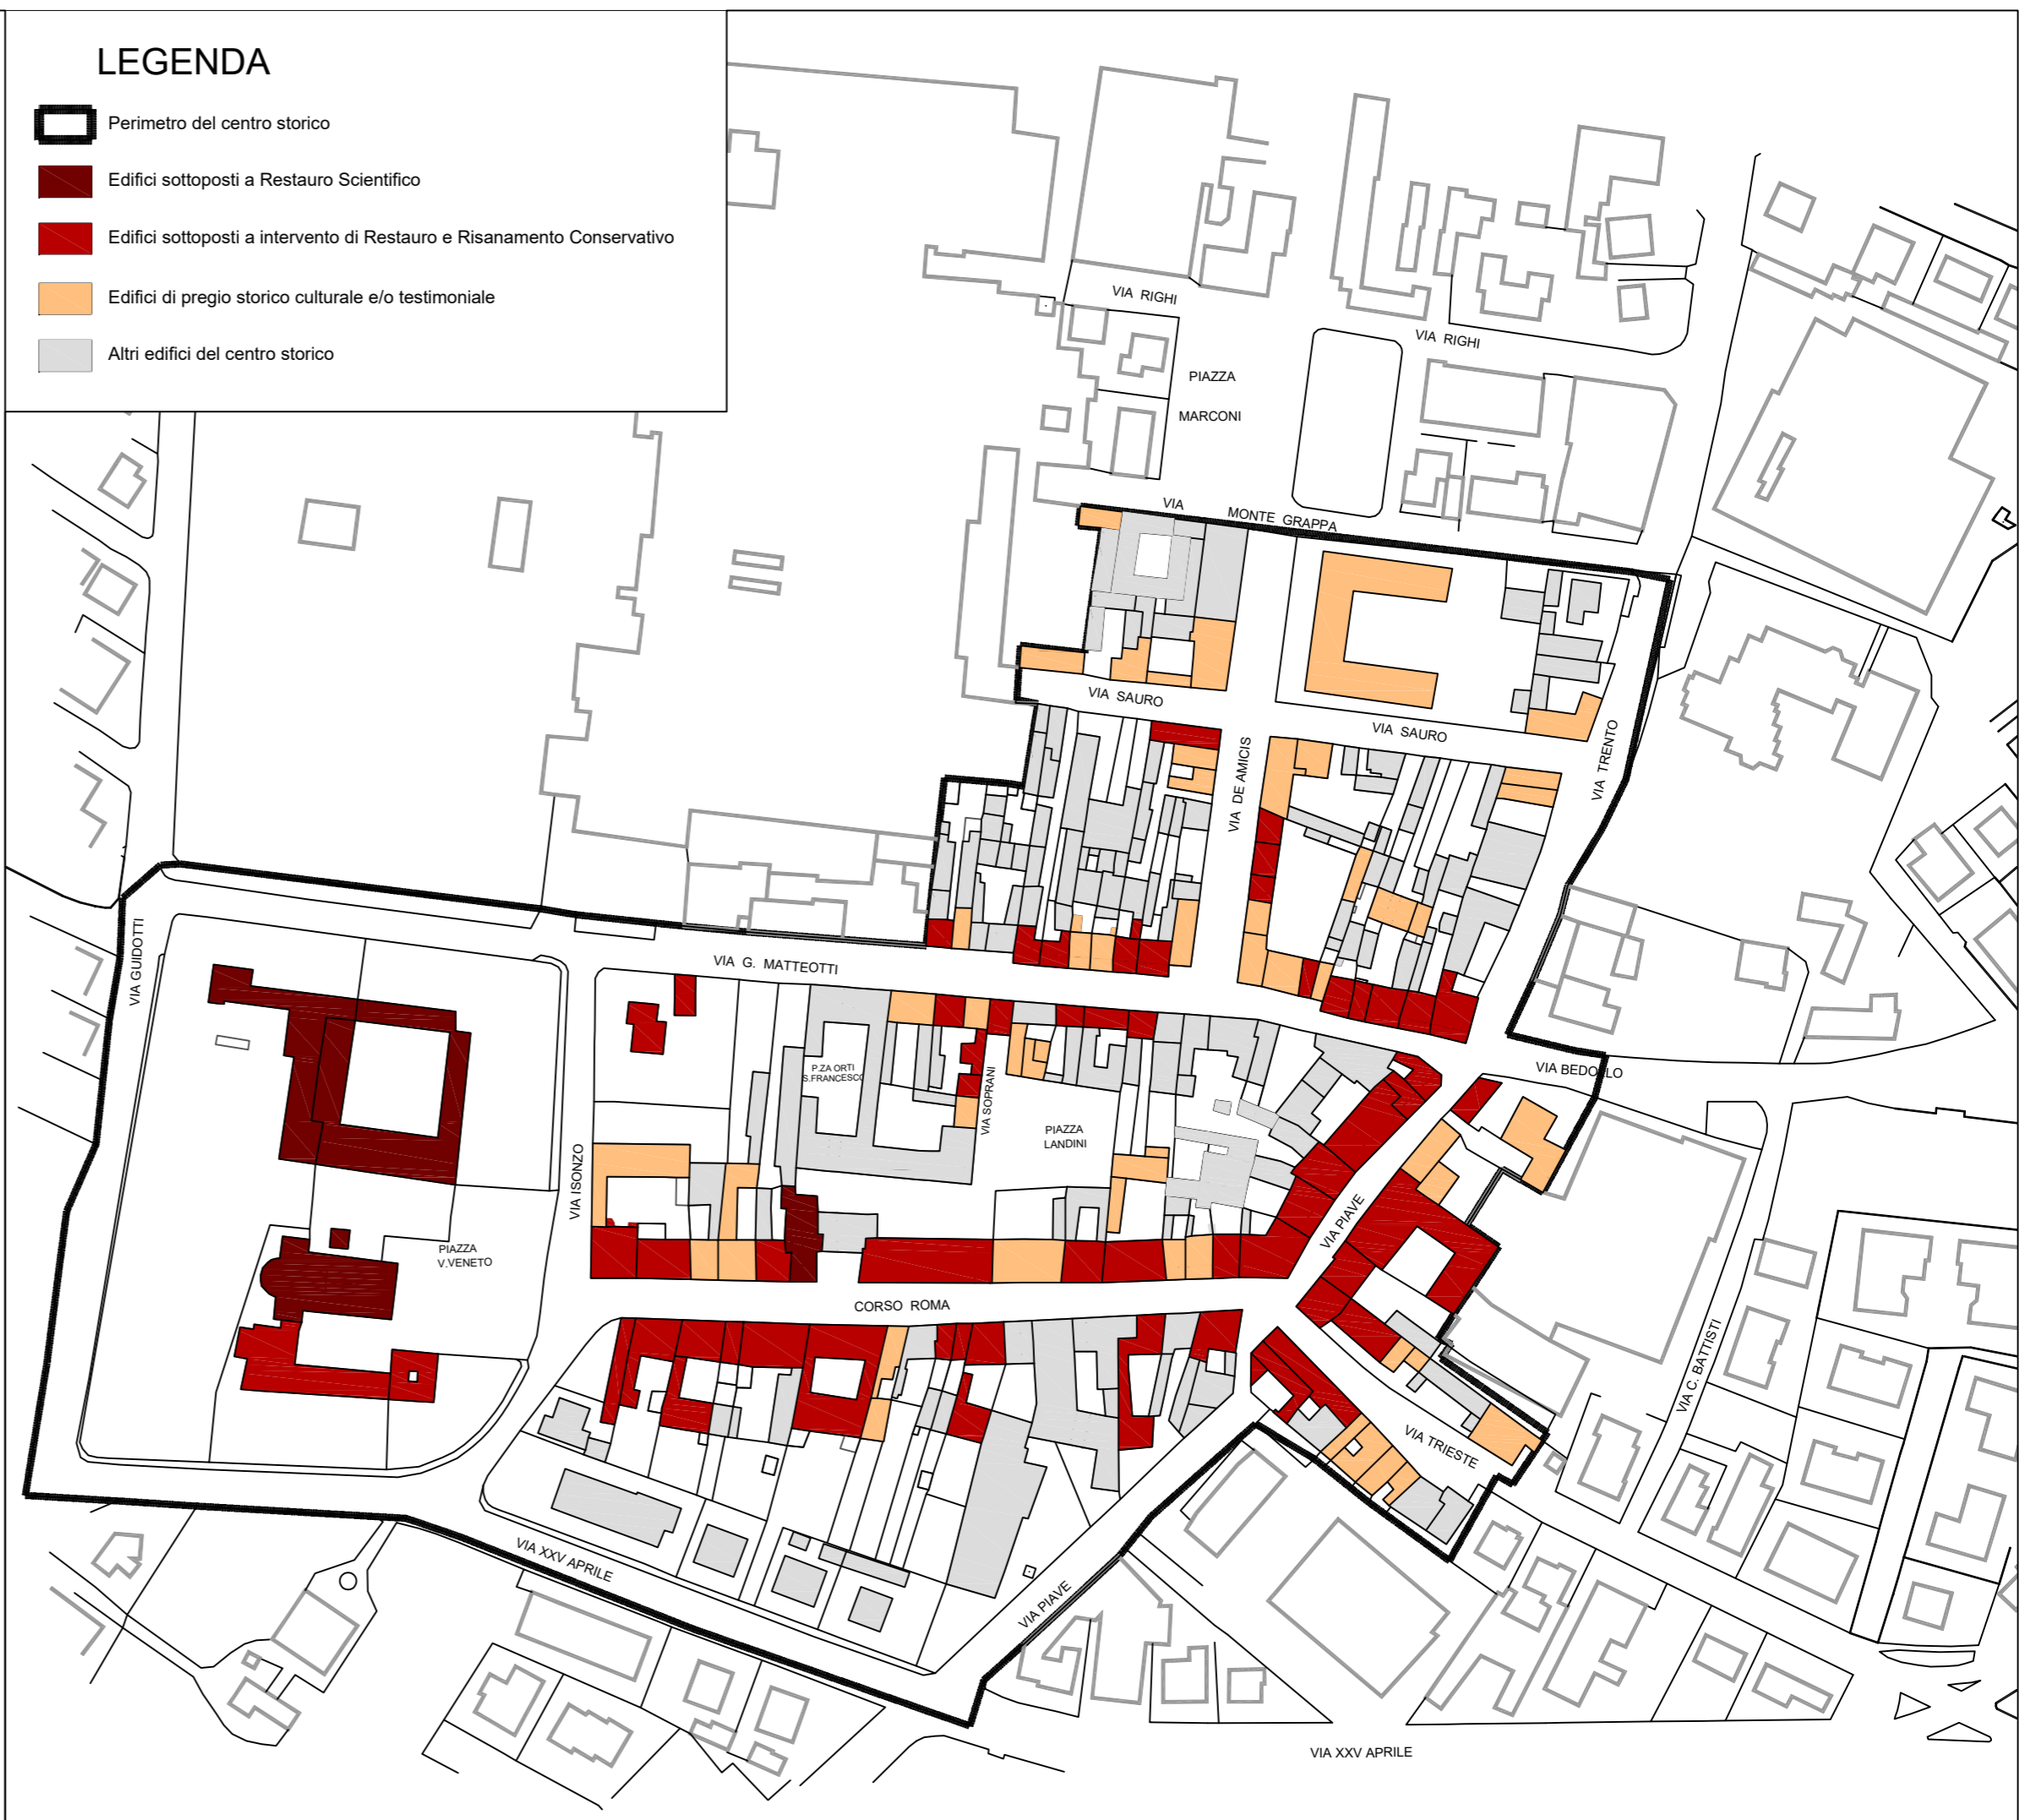 LEGENDA
Perimetro del centro storico
Edifici sottoposti a Restauro Scientifico
Edifici sottoposti a intervento di Restauro e Risanamento Conservativo
Edifici di pregio storico culturale e/o testimoniale
Altri edifici del centro storico
VIA RIGHI
VIA RIGHI
PIAZZA
MARCONI
VIA MONTE GRAPPA
VIA SAURO
VIA SAURO
VIA DE AMICIS
VIA TRENTO
VIA GUIDOTTI
VIA G. MATTEOTTI
P.ZA ORTI
S.FRANCESCO
VIA SOPRANI
PIAZZA
LANDINI
VIA BEDOLLO
VIA ISONZO
VIA PIAVE
PIAZZA
V.VENETO
CORSO ROMA
VIA C. BATTISTI
VIA TRIESTE
VIA XXV APRILE
VIA PIAVE
VIA XXV APRILE